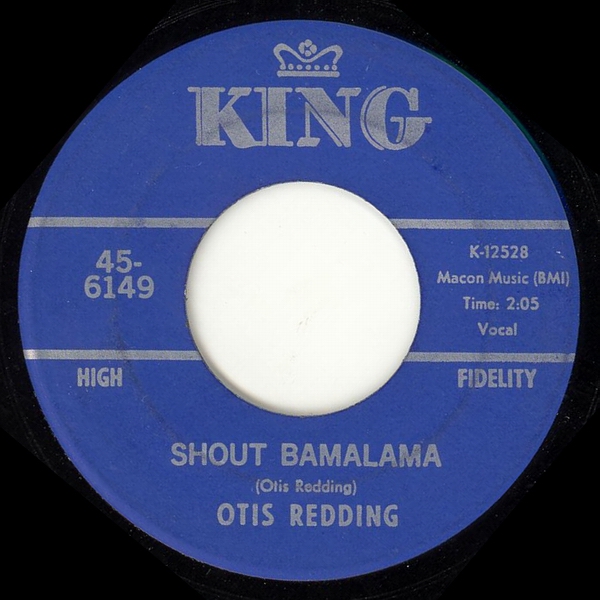 KING
45-
6149
K-12528
Macon Music (BMI)
Time: 2:05
Vocal
HIGH
FIDELITY
SHOUT BAMALAMA
(Otis Redding)
OTIS REDDING